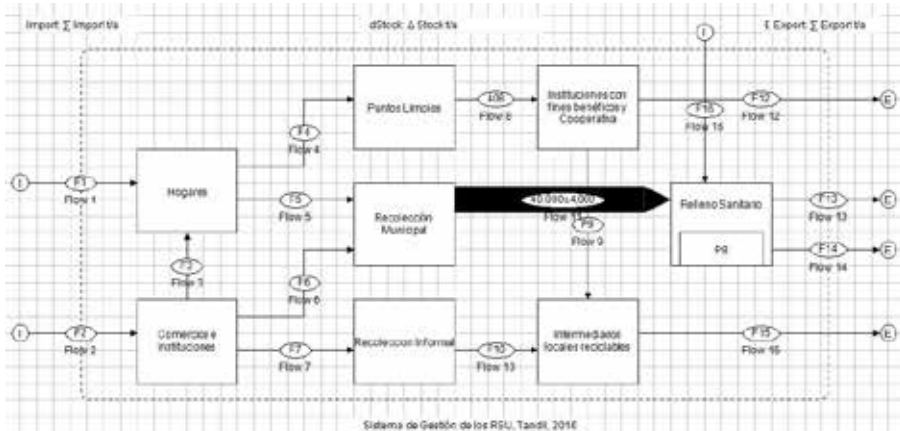 Import: ∑ Import t/a
dStock: Δ Stock t/a
E Export: ∑ Export t/a
I
Puntos Limpios
406
Flow 8
Instituciones con
fines benéficos y
Cooperativa
F12
Flow 12
E
F16
Flow 16
F4
Flow 4
I
F1
Flow 1
Hogares
F5
Flow 5
Recolección
Municipal
40.000±4.000
Flow 11
F9
Flow 9
Relleno Sanitario
P8
F13
Flow 13
E
F14
Flow 14
E
F3
Flow 3
F6
Flow 6
I
F2
Flow 2
Comercios e
instituciones
F7
Flow 7
Recoleccion Informal
F10
Flow 10
Intermediarios
locales reciclables
F15
Flow 15
E
Sistema de Gestión de los RSU, Tandil, 2016